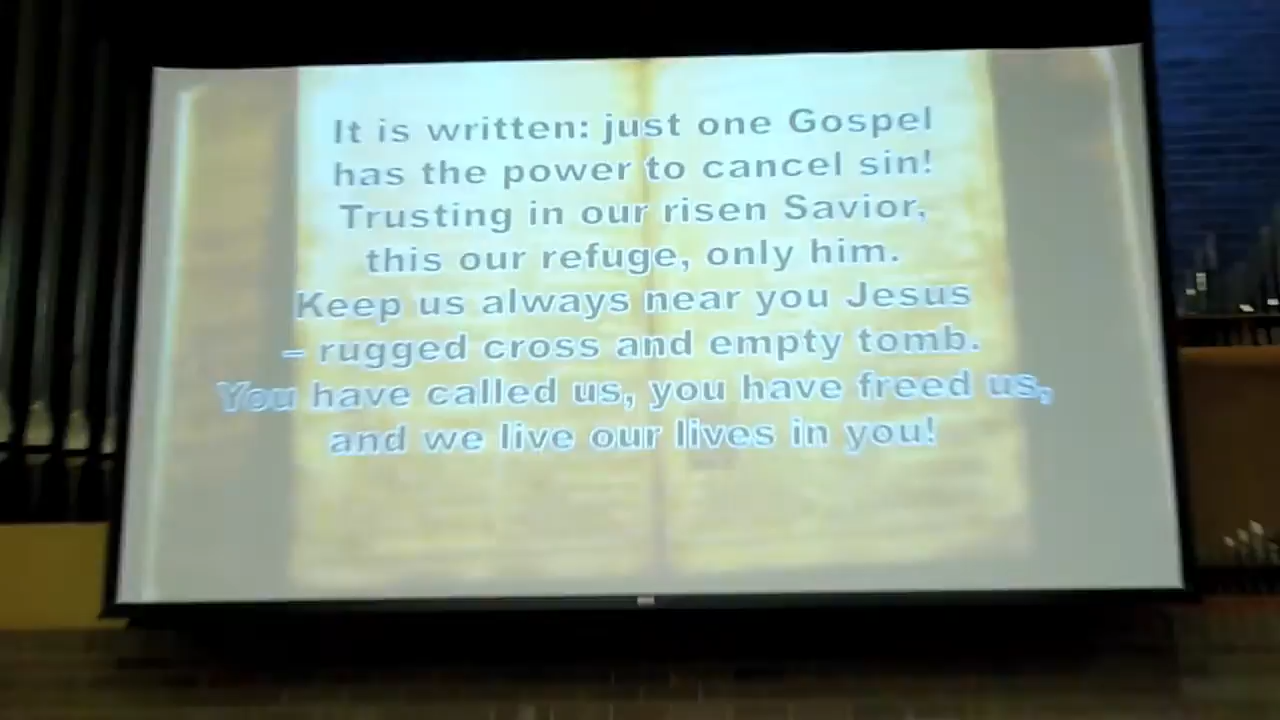 It is written: just one Gospel
has the power to cancel sin!
Trusting in our risen Savior,
this our refuge, only him.
Keep us always near you Jesus
– rugged cross and empty tomb.
You have called us, you have freed us,
and we live our lives in you!